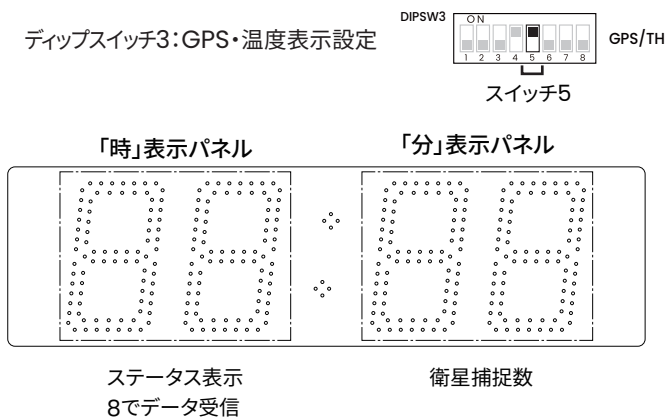 ディップスイッチ3：GPS・温度表示設定
DIPSW3
ON
1 2 3 4 5 6 7 8
GPS/TH
スイッチ5
「時」表示パネル
「分」表示パネル
ステータス表示
8でデータ受信
衛星捕捉数